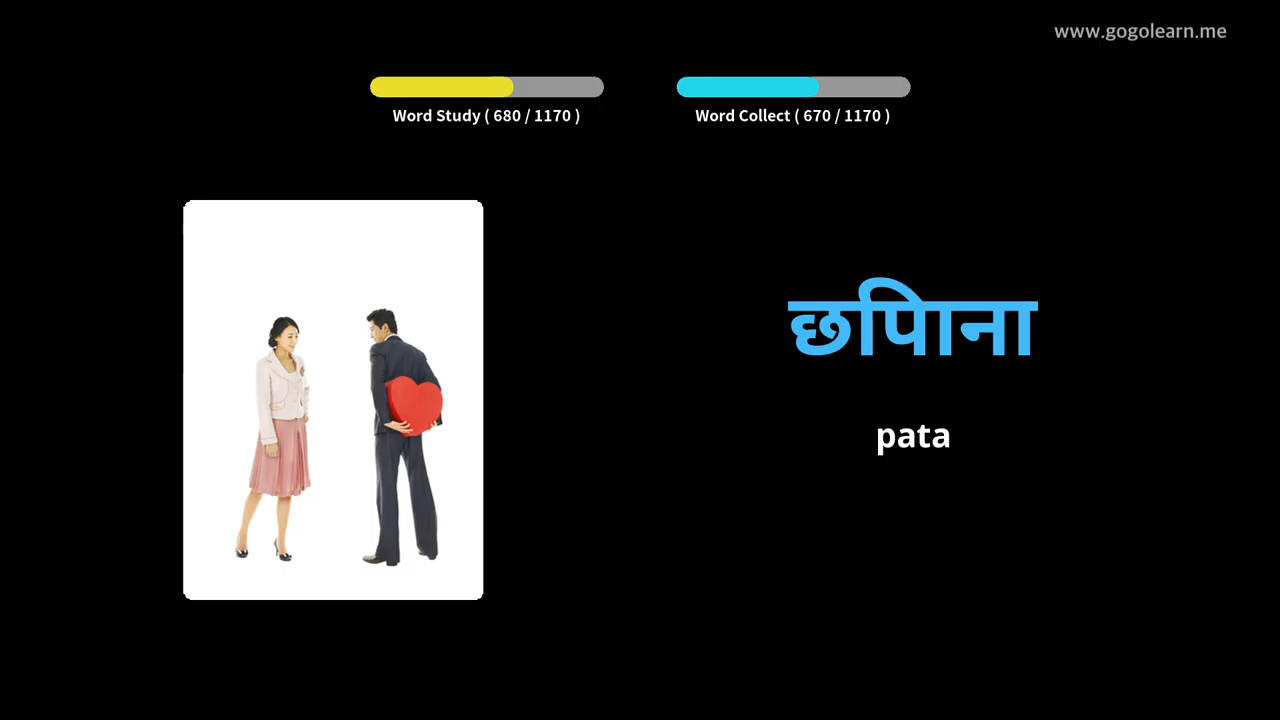 www.gogolearn.me
Word Study ( 680 / 1170 )
Word Collect ( 670 / 1170 )
छिपाना
pata